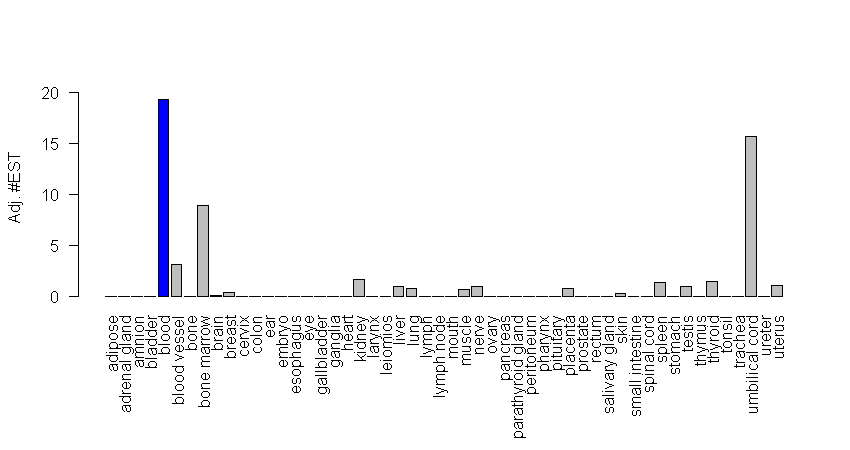 Adj. #EST
20
15
10
5
0
adipose
adrenal gland
amnion
bladder
blood
blood vessel
bone
bone marrow
brain
breast
cervix
colon
ear
embryo
esophagus
eye
gallbladder
ganglia
heart
kidney
larynx
leiomios
liver
lung
lymph
lymph node
mouth
muscle
nerve
ovary
pancreas
parathyroid gland
peritoneum
pharynx
pituitary
placenta
prostate
rectum
salivary gland
skin
small intestine
spinal cord
spleen
stomach
testis
thymus
thyroid
tonsil
trachea
umbilical cord
ureter
uterus